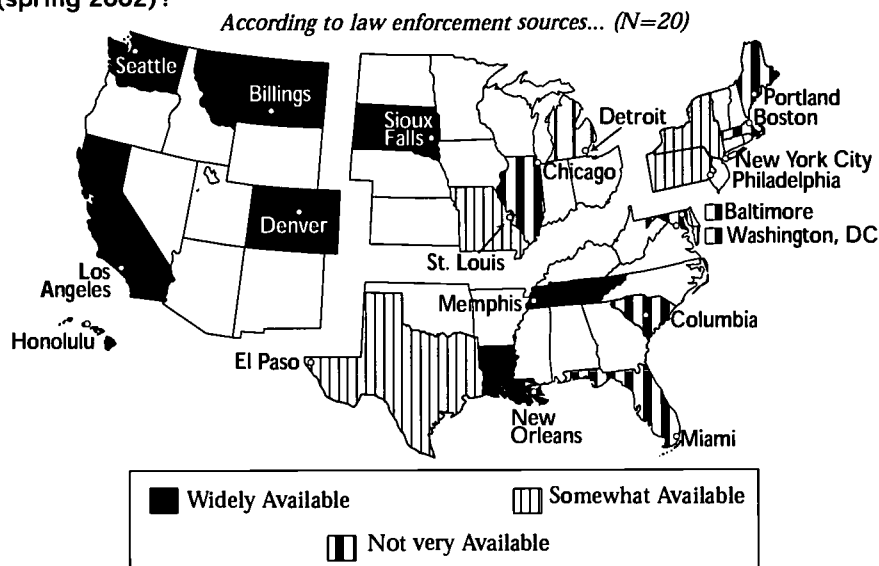 (spring 2002)?
According to law enforcement sources... (N=20)
Seattle
Billings
Sioux
Falls
Detroit
Portland
Boston
Chicago
New York City
Philadelphia
Denver
Baltimore
Washington, DC
St. Louis
Los
Angeles
Memphis
Columbia
Honolulu
El Paso
New
Orleans
Miami
Widely Available
Somewhat Available
Not very Available